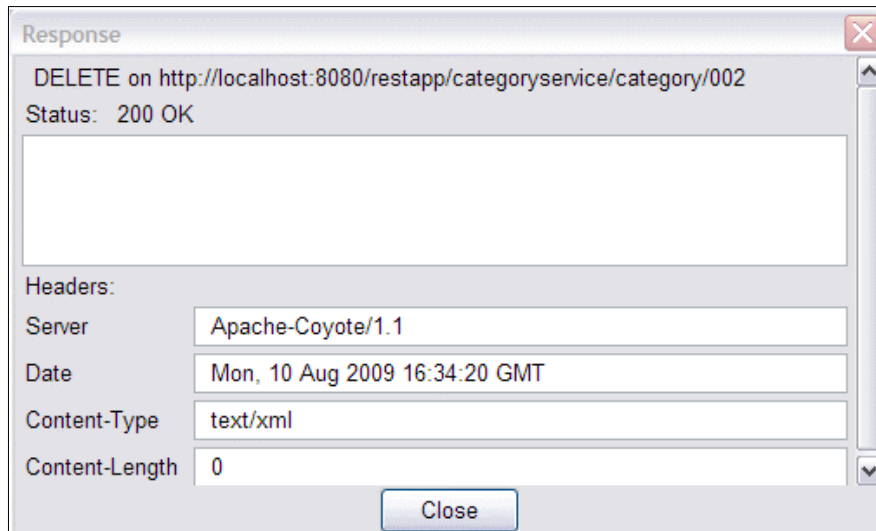 Response
DELETE on http://localhost:8080/restapp/categoryservice/category/002
Status: 200 OK
Headers:
Server Apache-Coyote/1.1
Date Mon, 10 Aug 2009 16:34:20 GMT
Content-Type text/xml
Content-Length 0
Close